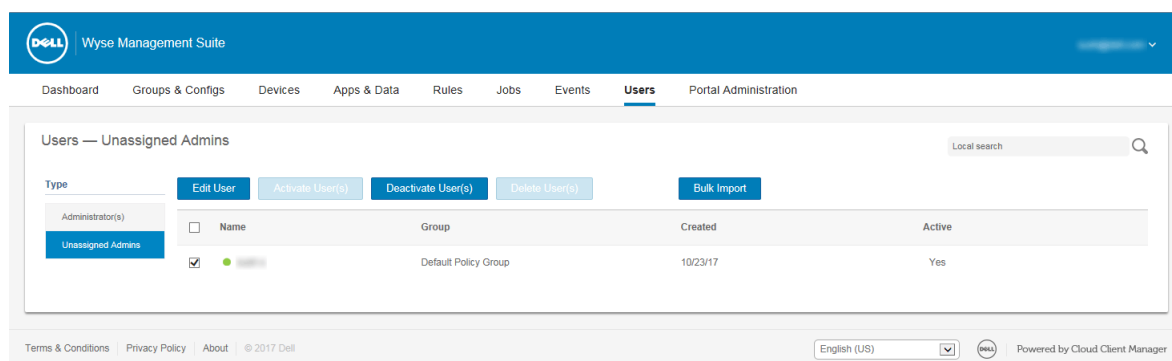 DELL Wyse Management Suite
Dashboard Groups & Configs Devices Apps & Data Rules Jobs Events Users Portal Administration
Users — Unassigned Admins
Local search
Type
Edit User Activate User(s) Deactivate User(s) Delete User(s) Bulk Import
Administrator(s)
Unassigned Admins
Name Group Created Active
Default Policy Group 10/23/17 Yes
Terms & Conditions Privacy Policy About © 2017 Dell English (US) DELL Powered by Cloud Client Manager